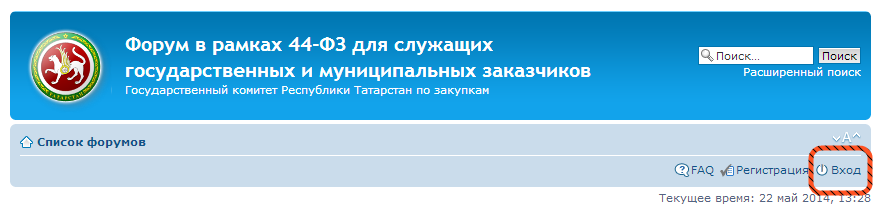 Форум в рамках 44-ФЗ для служащих
государственных и муниципальных заказчиков
Государственный комитет Республики Татарстан по закупкам
ТАТАРСТАН
Поиск... Поиск
Расширенный поиск
Список форумов
A
FAQ Регистрация Вход
Текущее время: 22 май 2014, 13:28